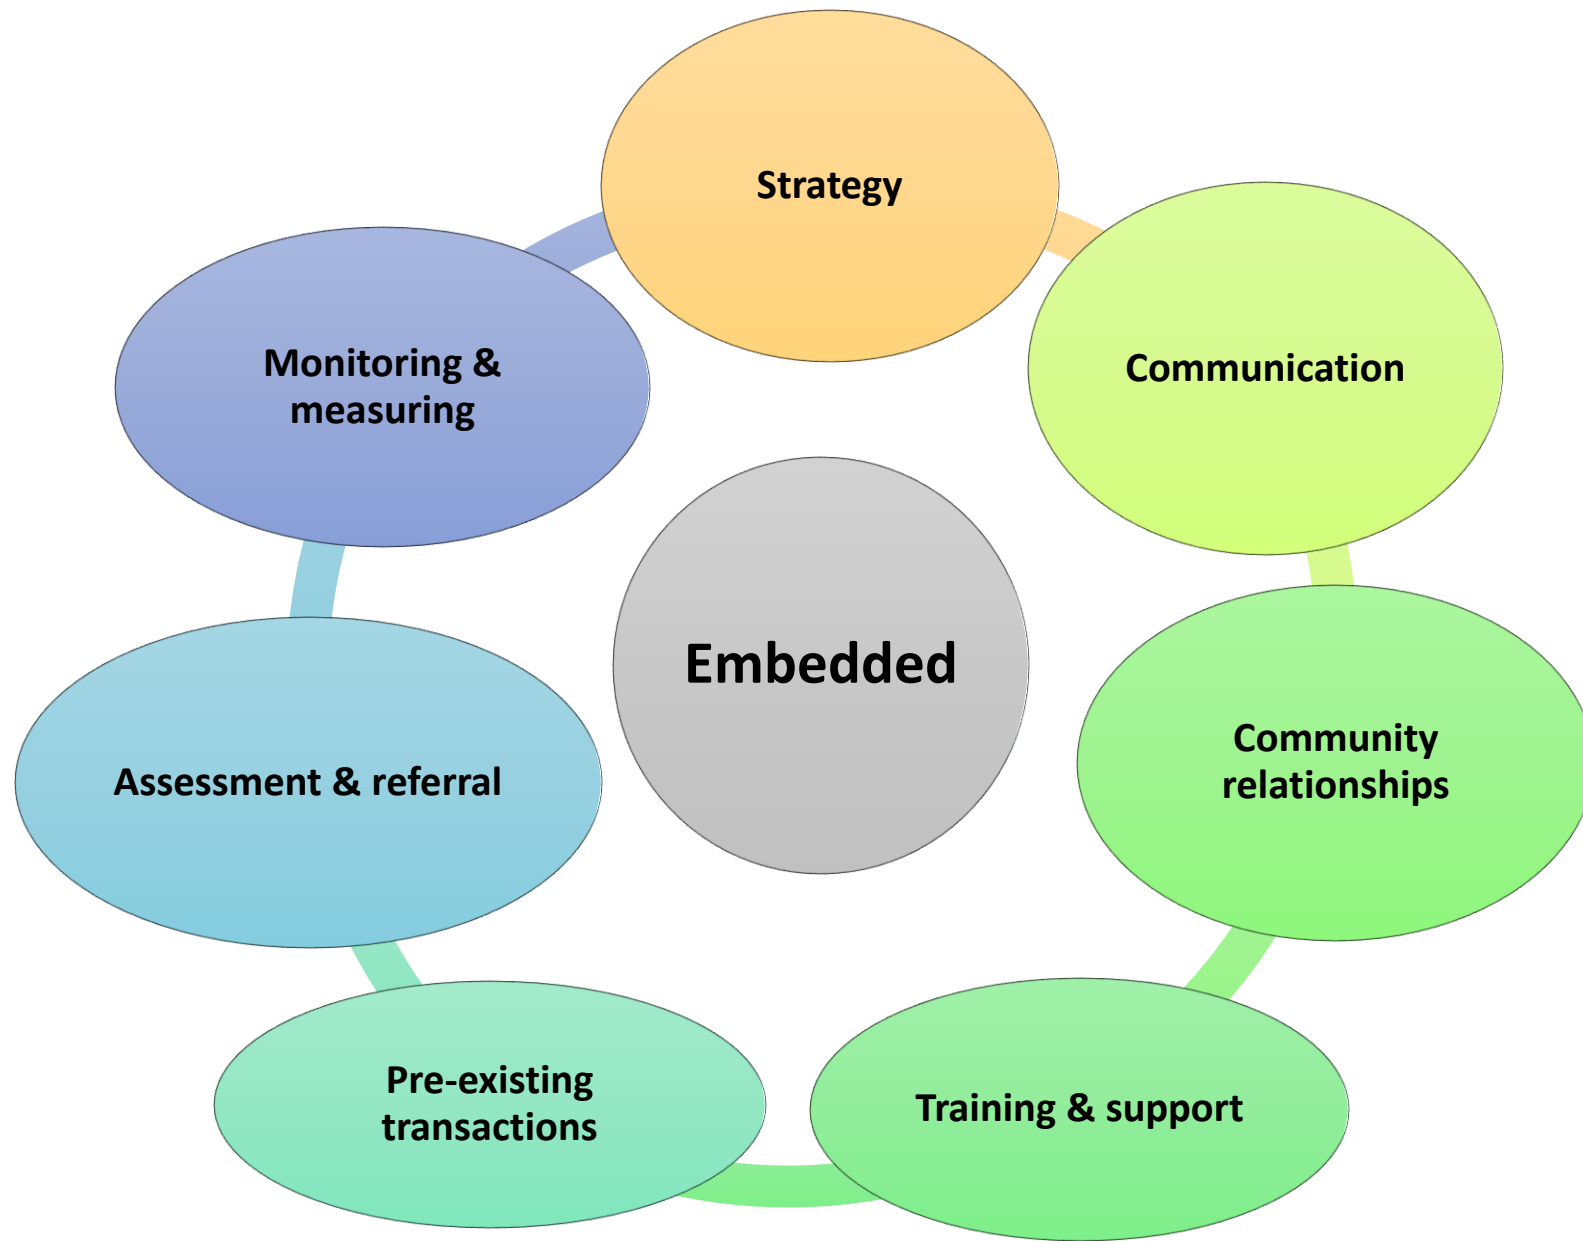 Strategy
Communication
Monitoring &
measuring
Embedded
Community
relationships
Assessment & referral
Pre-existing
transactions
Training & support